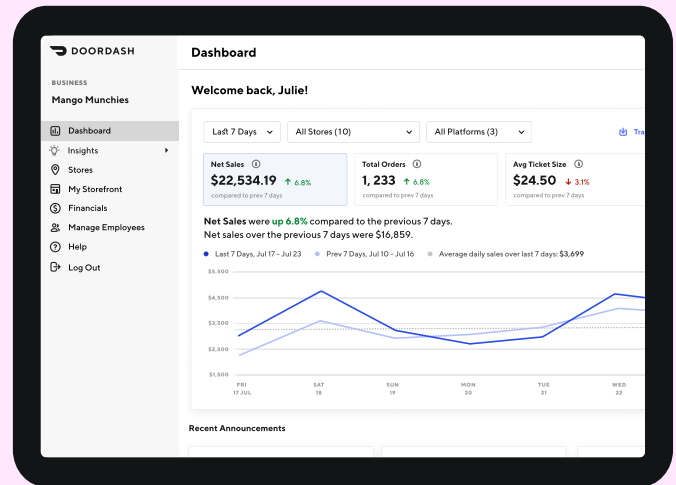 DOORDASH
Dashboard
BUSINESS
Mango Munchies
Welcome back, Julie!
Dashboard
Insights
Stores
My Storefront
Financials
Manage Employees
Help
Log Out
Last 7 Days
All Stores (10)
All Platforms (3)
Net Sales
$22,534.19
6.8%
compared to prev 7 days
Total Orders
1, 233
6.8%
compared to prev 7 days
Avg Ticket Size
$24.50
3.1%
compared to prev 7 days
Net Sales were up 6.8% compared to the previous 7 days.
Net sales over the previous 7 days were $16,859.
Last 7 Days, Jul 17 - Jul 23
Prev 7 Days, Jul 10 - Jul 16
Average daily sales over last 7 days: $3,699
$5,500
$4,500
$3,500
$2,500
$1,500
FRI
17 JUL
SAT
18
SUN
19
MON
20
TUE
21
WED
22
Recent Announcements